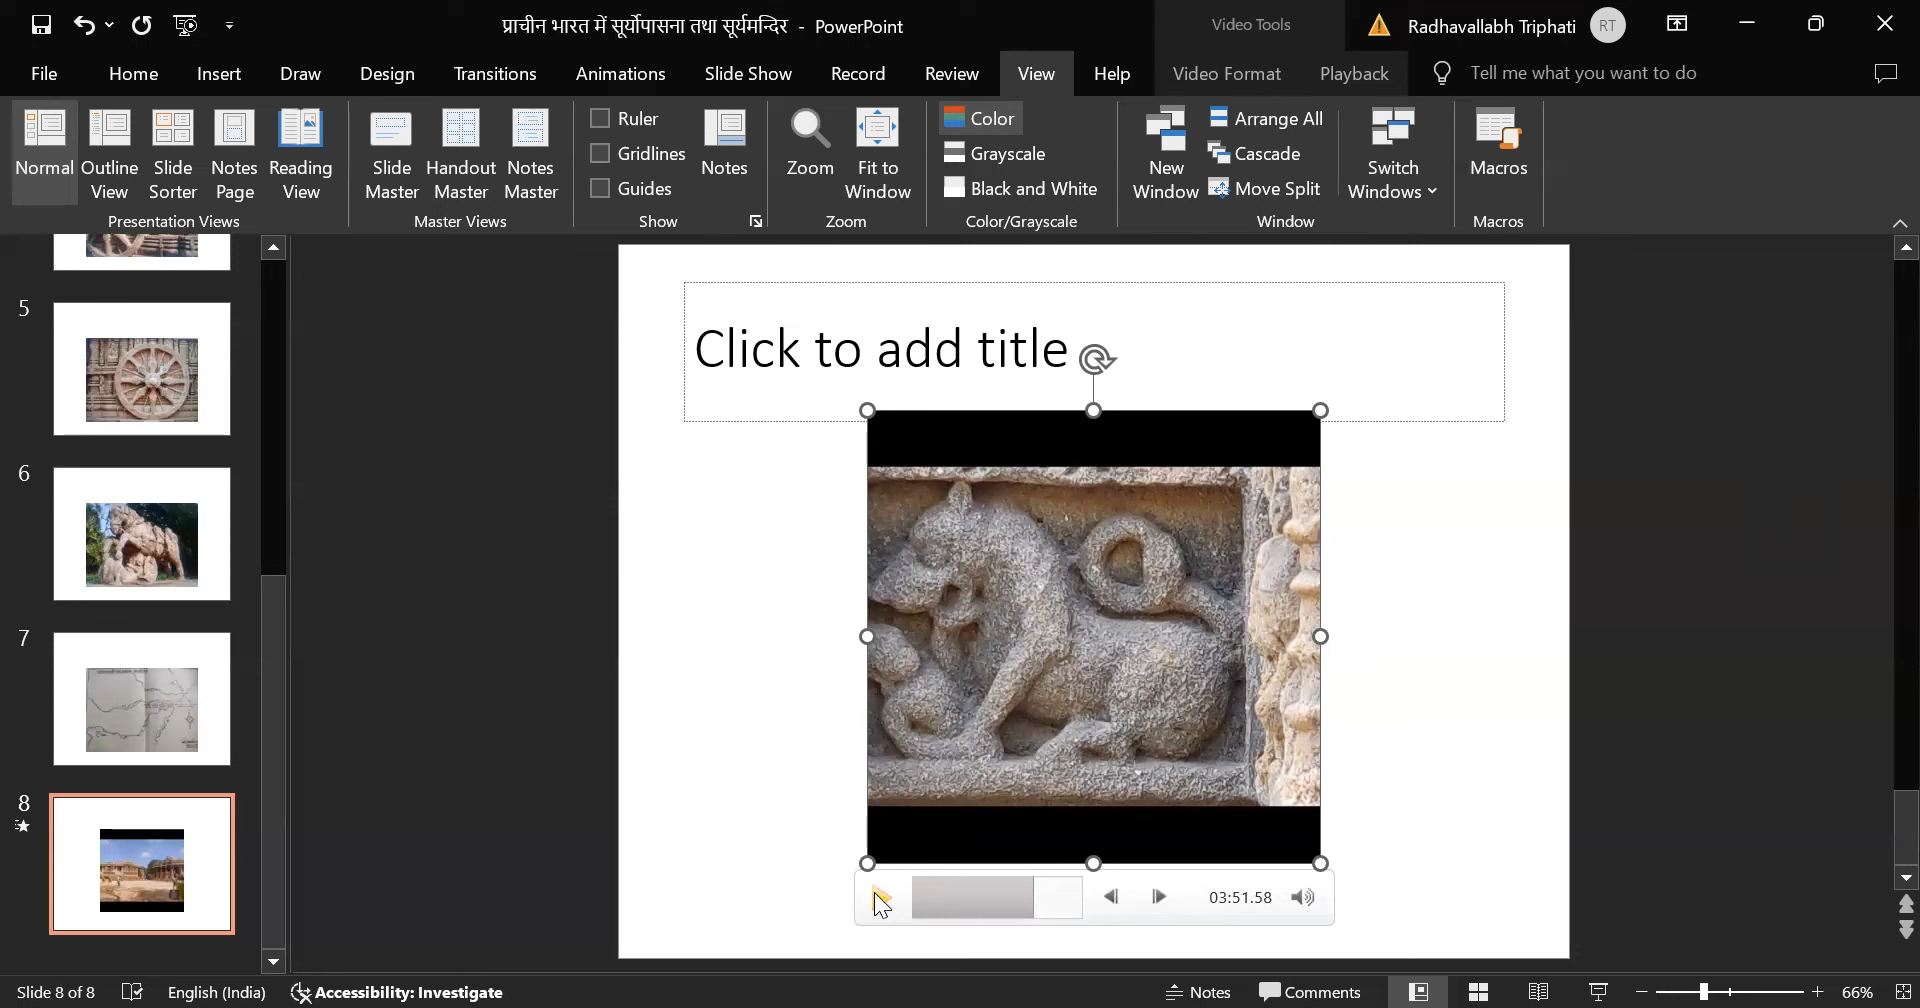 प्राचीन भारत में सूर्योपासना तथा सूर्यमन्दिर - PowerPoint
Video Tools
Radhavallabh Triphati
RT
File Home Insert Draw Design Transitions Animations Slide Show Record Review View Help Video Format Playback Tell me what you want to do
Normal
Outline View
Slide Sorter
Notes Page
Reading View
Presentation Views
Slide Master
Handout Master
Notes Master
Master Views
Ruler
Gridlines
Guides
Notes
Show
Zoom
Fit to Window
Zoom
Color
Grayscale
Black and White
Color/Grayscale
New Window
Arrange All
Cascade
Move Split
Switch Windows
Window
Macros
Macros
5
6
7
8
Click to add title
03:51.58
Slide 8 of 8 English (India) Accessibility: Investigate Notes Comments 66%